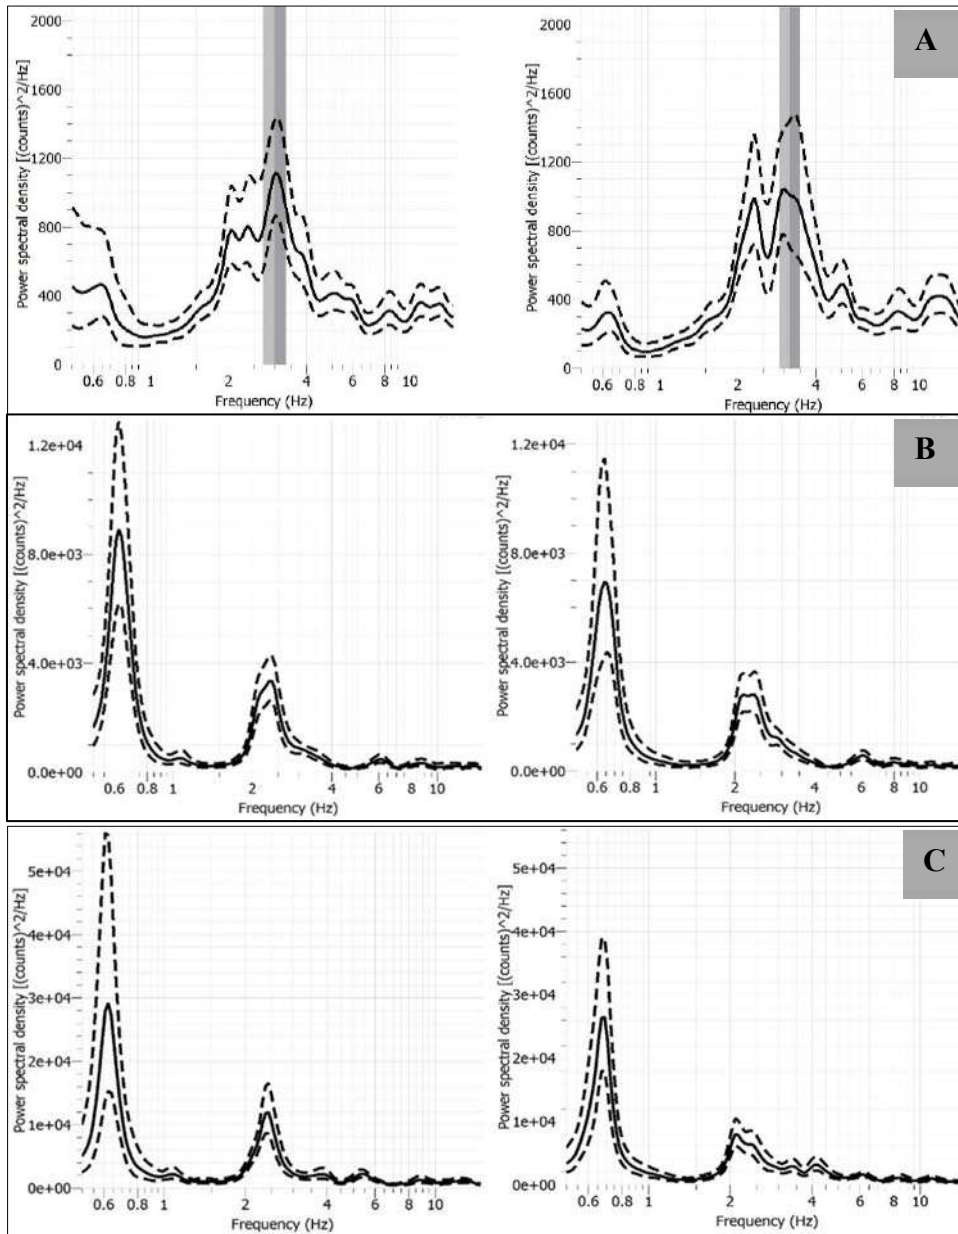 A
Power spectral density [(counts)^2/Hz]
2000
1600
1200
800
400
0
0.6 0.8 1 2 4 6 8 10
Frequency (Hz)
Power spectral density [(counts)^2/Hz]
2000
1600
1200
800
400
0
0.6 0.8 1 2 4 6 8 10
Frequency (Hz)
B
Power spectral density [(counts)^2/Hz]
1.2e+04
8.0e+03
4.0e+03
0.0e+00
0.6 0.8 1 2 4 6 8 10
Frequency (Hz)
Power spectral density [(counts)^2/Hz]
1.2e+04
8.0e+03
4.0e+03
0.0e+00
0.6 0.8 1 2 4 6 8 10
Frequency (Hz)
C
Power spectral density [(counts)^2/Hz]
5e+04
4e+04
3e+04
2e+04
1e+04
0e+00
0.6 0.8 1 2 4 6 8 10
Frequency (Hz)
Power spectral density [(counts)^2/Hz]
5e+04
4e+04
3e+04
2e+04
1e+04
0e+00
0.6 0.8 1 2 4 6 8 10
Frequency (Hz)